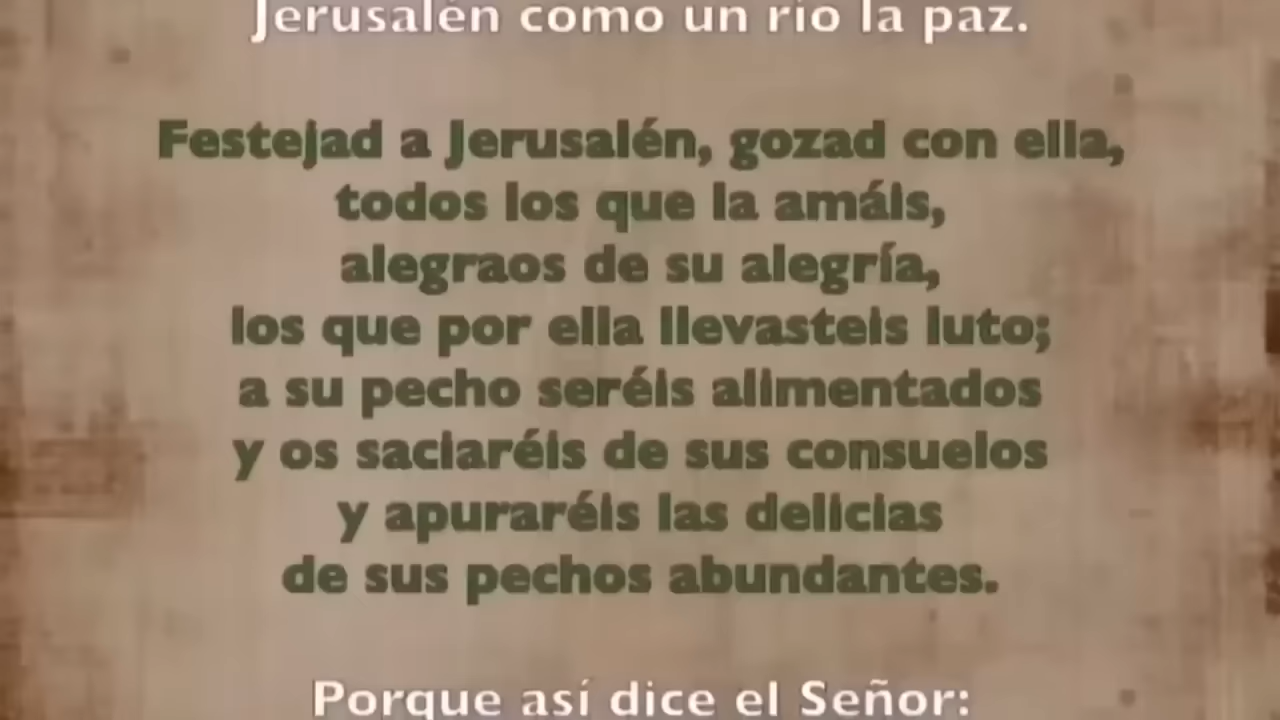 Jerusalén como un río la paz.
Festejad a Jerusalén, gozad con ella,
todos los que la amáis,
alegraos de su alegría,
los que por ella llevasteis luto;
a su pecho seréis alimentados
y os saciaréis de sus consuelos
y apuraréis las delicias
de sus pechos abundantes.
Porque así dice el Señor: